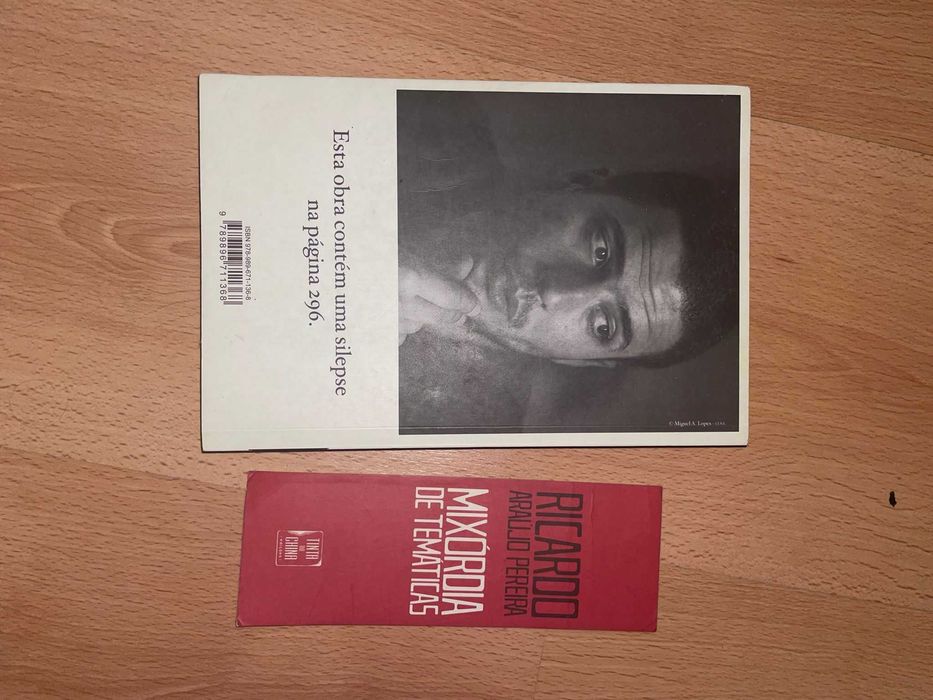 © Miguel A. Lopes - LUSA
Esta obra contém uma silepse
na página 296.
ISBN 978-989-671-136-8
9 789896 711368
RICARDO
ARAÚJO PEREIRA
MIXÓRDIA
DE TEMÁTICAS
TINTA
DA
CHINA